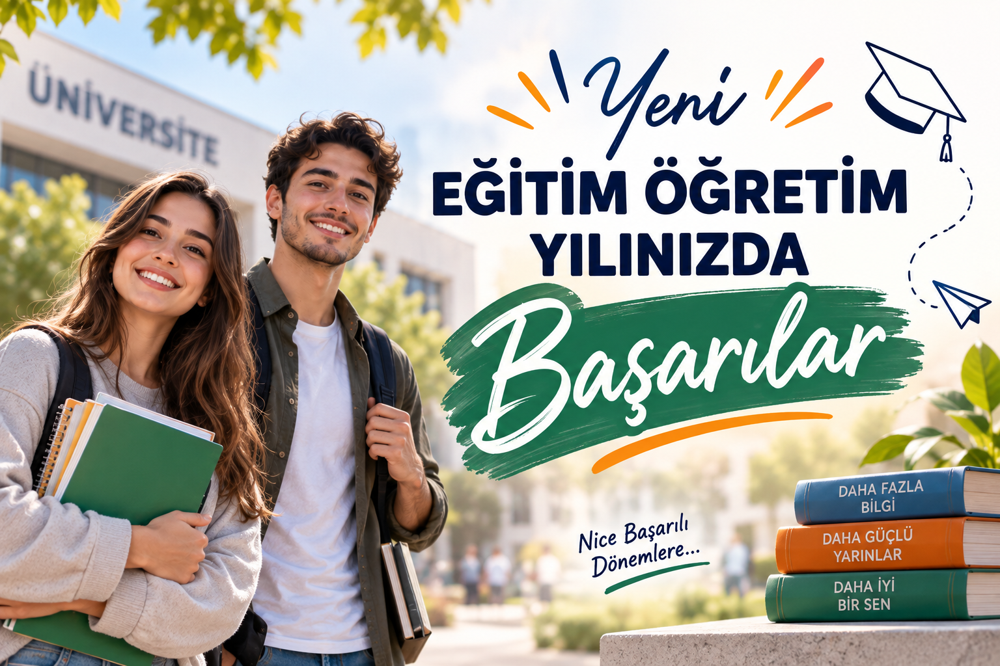 ÜNİVERSİTE
Yeni
EĞİTİM ÖĞRETİM
YILINIZDA
Başarılar
Nice Başarılı
Dönemlere...
DAHA FAZLA
BİLGİ
DAHA GÜÇLÜ
YARINLAR
DAHA İYİ
BİR SEN